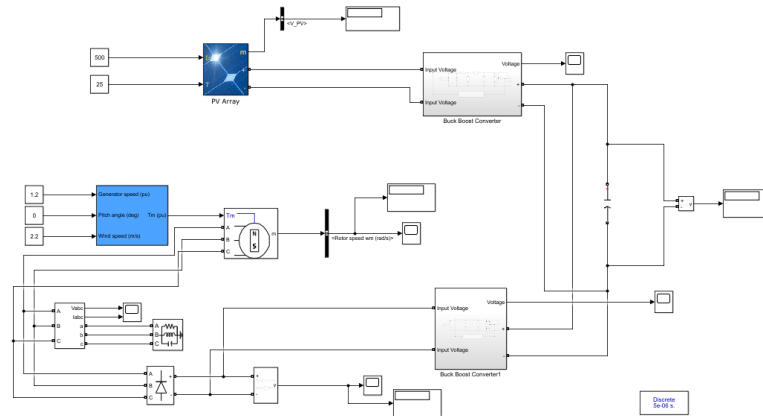 <V_PV>
500
m
Ir
25
T
+
-
PV Array
Input Voltage
Input Voltage
Voltage
+
-
Buck Boost Converter
1.2
0
2.2
Generator speed (pu)
Pitch angle (deg)
Wind speed (m/s)
Tm (pu)
Tm
A
B
C
N
S
m
<Rotor speed wm (rad/s)>
+
-
v
A
B
C
Vabc
Iabc
a
b
c
A
B
C
Input Voltage
Input Voltage
Voltage
+
-
Buck Boost Converter1
A
B
C
+
-
+
-
v
Discrete
5e-06 s.